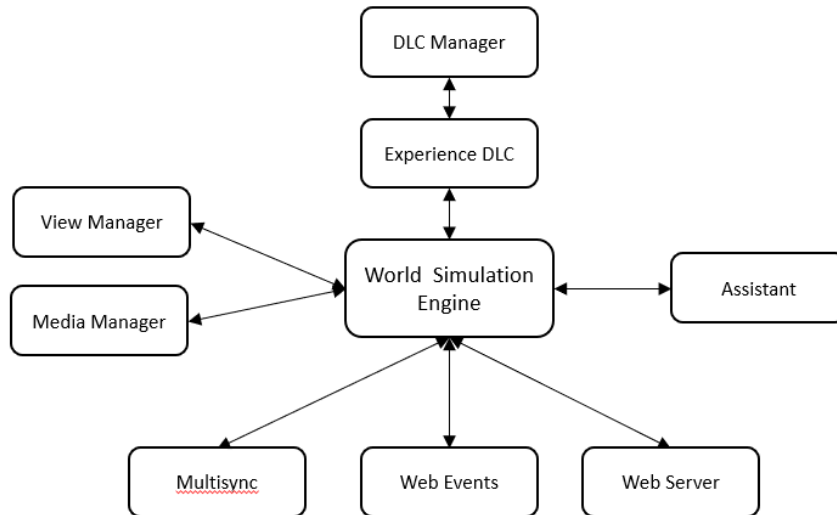 DLC Manager
Experience DLC
View Manager
World Simulation
Engine
Media Manager
Assistant
Multisync
Web Events
Web Server